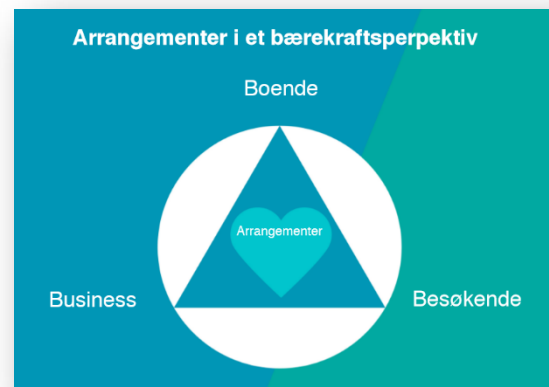 Arrangementer i et bærekraftsperpektiv
Boende
Arrangementer
Business
Besøkende